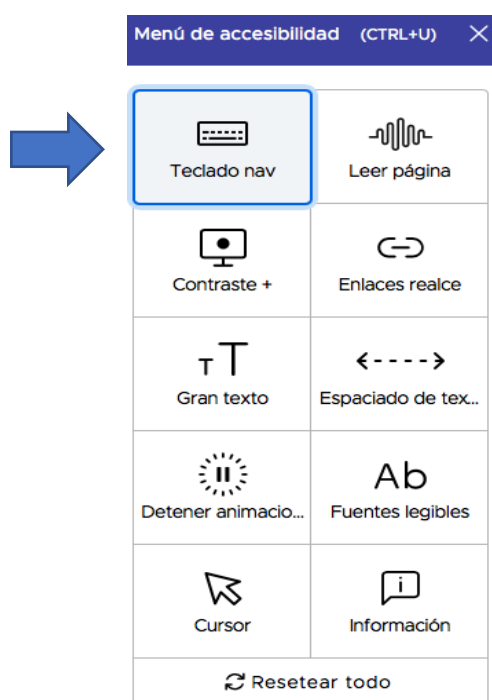 Menú de accesibilidad (CTRL+U)
Teclado nav
Leer página
Contraste +
Enlaces realce
TT
Gran texto
Espaciado de tex...
Detener animacio...
Ab
Fuentes legibles
Cursor
i
Información
Resetear todo